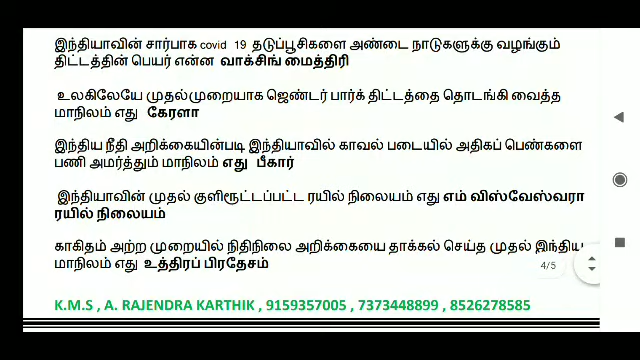 இந்தியாவின் சார்பாக covid 19 தடுப்பூசிகளை அண்டை நாடுகளுக்கு வழங்கும்
திட்டத்தின் பெயர் என்ன வாக்சிங் மைத்திரி
உலகிலேயே முதல்முறையாக ஜெண்டர் பார்க் திட்டத்தை தொடங்கி வைத்த
மாநிலம் எது கேரளா
இந்திய நீதி அறிக்கையின்படி இந்தியாவில் காவல் படையில் அதிகப் பெண்களை
பணி அமர்த்தும் மாநிலம் எது பீகார்
இந்தியாவின் முதல் குளிரூட்டப்பட்ட ரயில் நிலையம் எது எம் விஸ்வேஸ்வரா
ரயில் நிலையம்
காகிதம் அற்ற முறையில் நிதிநிலை அறிக்கையை தாக்கல் செய்த முதல் இந்திய
மாநிலம் எது உத்திரப் பிரதேசம்
4/5
K.M.S , A. RAJENDRA KARTHIK , 9159357005 , 7373448899 , 8526278585